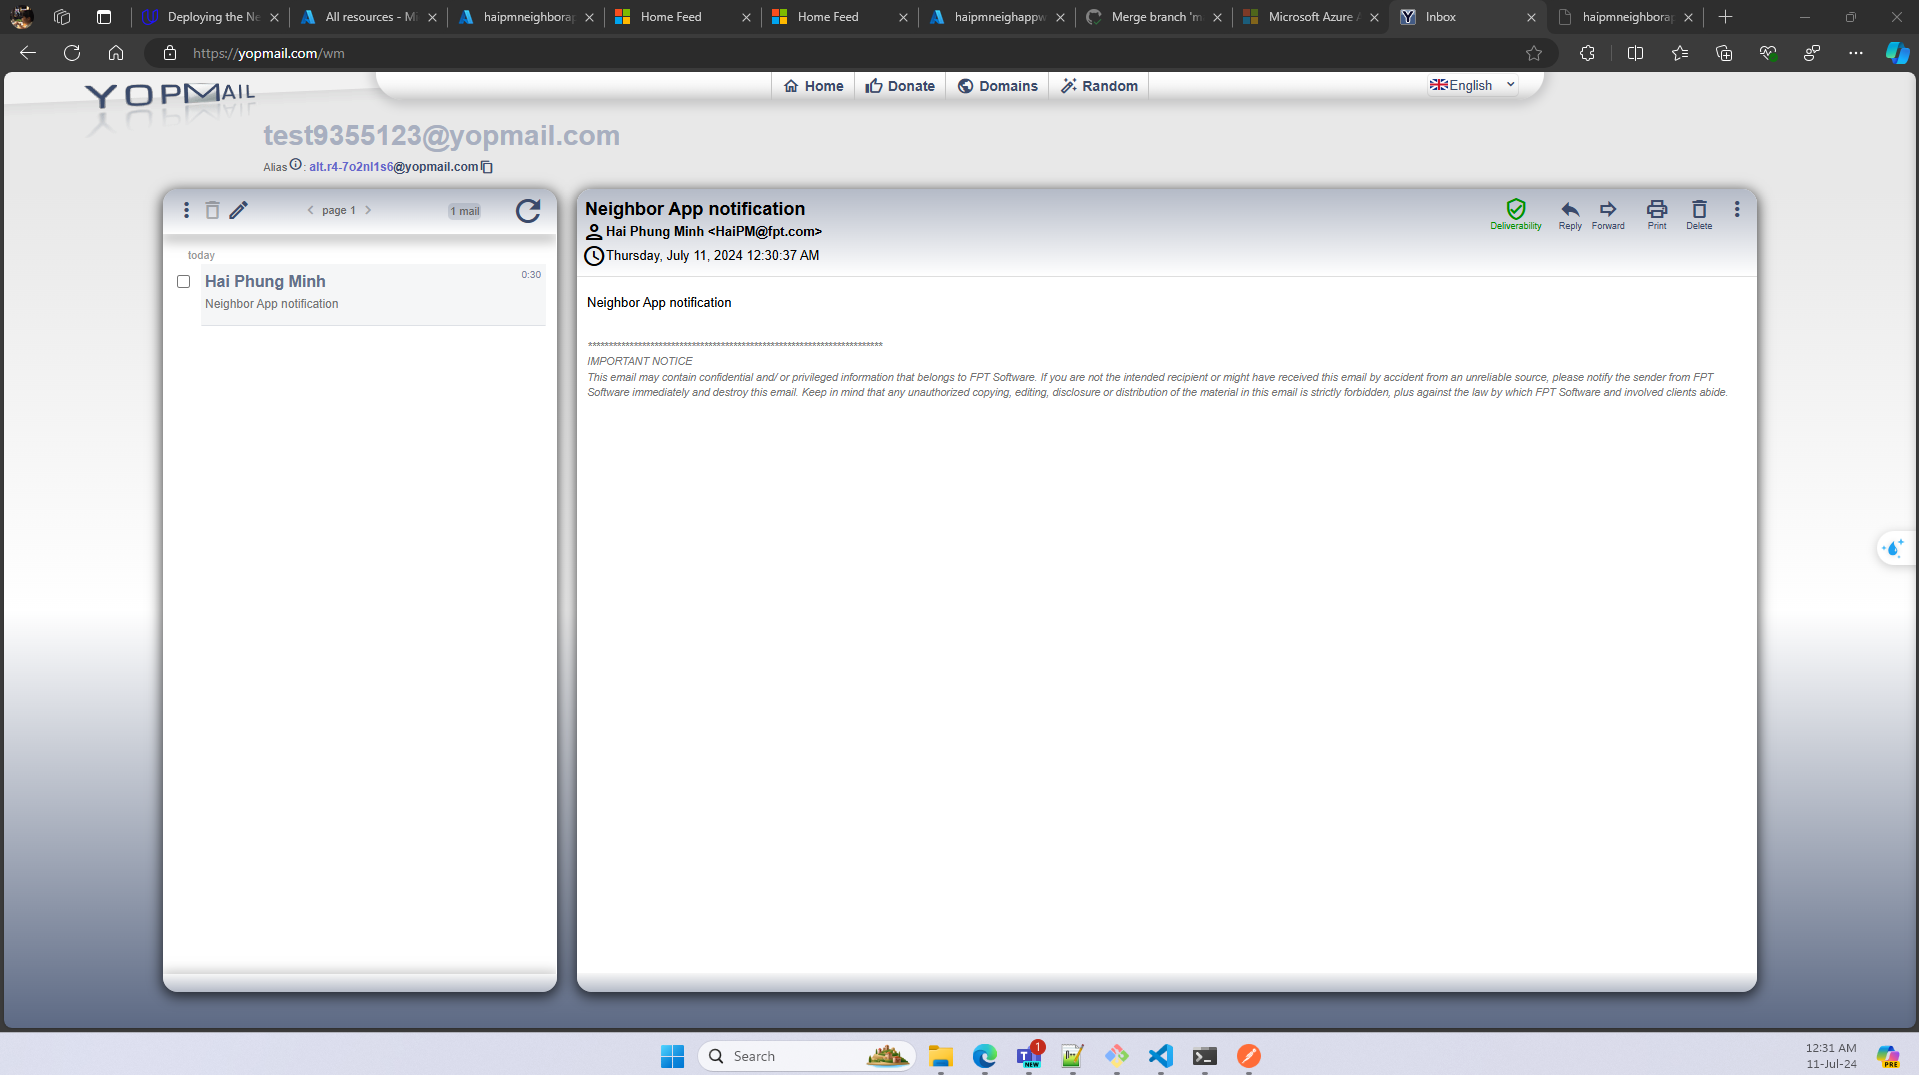 Deploying the Ne
All resources - Mi
haipmneighborap
Home Feed
Home Feed
haipmneighappw
Merge branch 'm
Microsoft Azure A
Inbox
haipmneighborap
https://yopmail.com/wm
YOPMAIL
Home
Donate
Domains
Random
English
test9355123@yopmail.com
Alias : alt.r4-7o2nl1s6@yopmail.com
page 1
1 mail
today
Hai Phung Minh
0:30
Neighbor App notification
Neighbor App notification
Hai Phung Minh <HaiPM@fpt.com>
Thursday, July 11, 2024 12:30:37 AM
Deliverability
Reply
Forward
Print
Delete
Neighbor App notification
IMPORTANT NOTICE
This email may contain confidential and/ or privileged information that belongs to FPT Software. If you are not the intended recipient or might have received this email by accident from an unreliable source, please notify the sender from FPT
Software immediately and destroy this email. Keep in mind that any unauthorized copying, editing, disclosure or distribution of the material in this email is strictly forbidden, plus against the law by which FPT Software and involved clients abide.
Search
1
NEW
12:31 AM
11-Jul-24
PRE